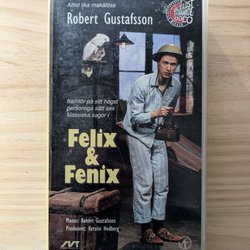 Alltid lika makalösa
Robert Gustafsson
framför på sitt högst
personliga sätt sex
klassiska sagor i
Felix
& 
Fenix
Manus: Robert Gustafsson
Producent: Kerstin Hedberg